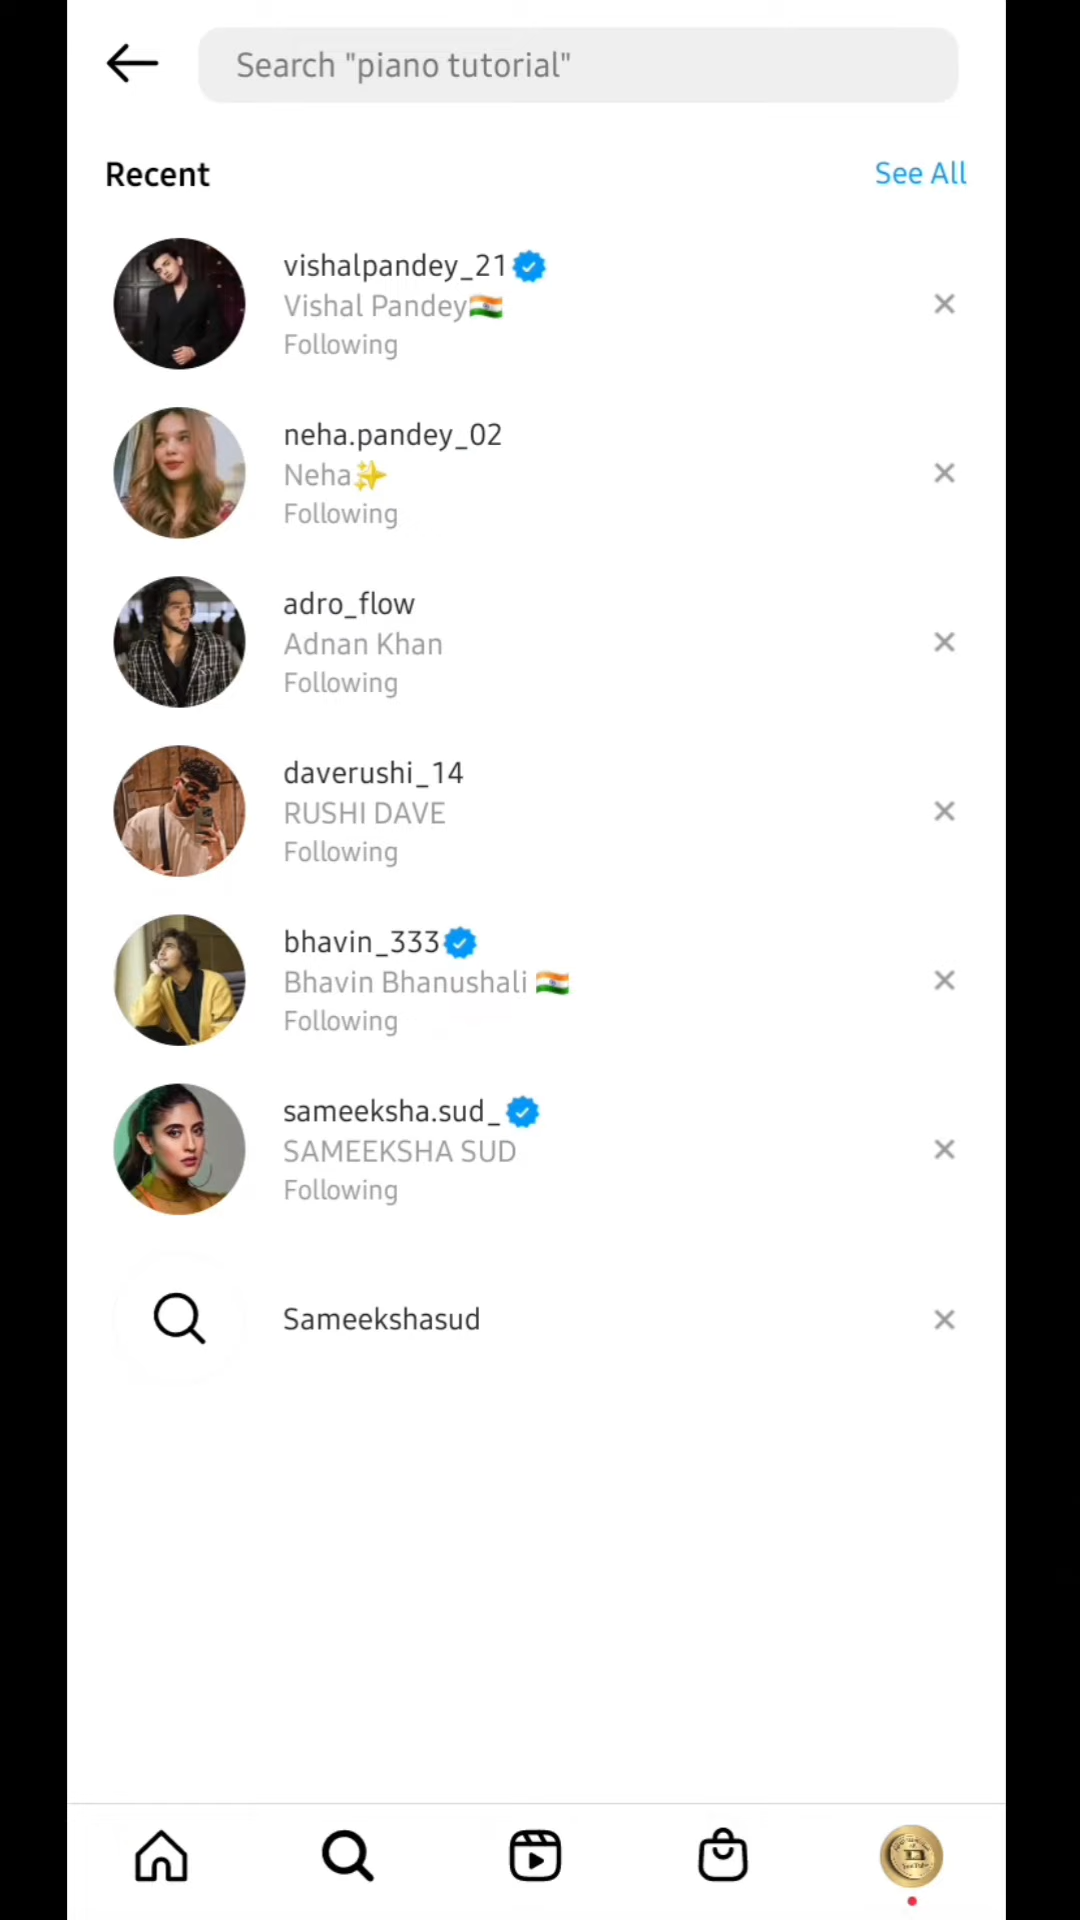 Search "piano tutorial"
Recent
See All
vishalpandey_21
Vishal Pandey🇮🇳
Following
neha.pandey_02
Neha✨
Following
adro_flow
Adnan Khan
Following
daverushi_14
RUSHI DAVE
Following
bhavin_333
Bhavin Bhanushali 🇮🇳
Following
sameeksha.sud_
SAMEEKSHA SUD
Following
Sameekshasud